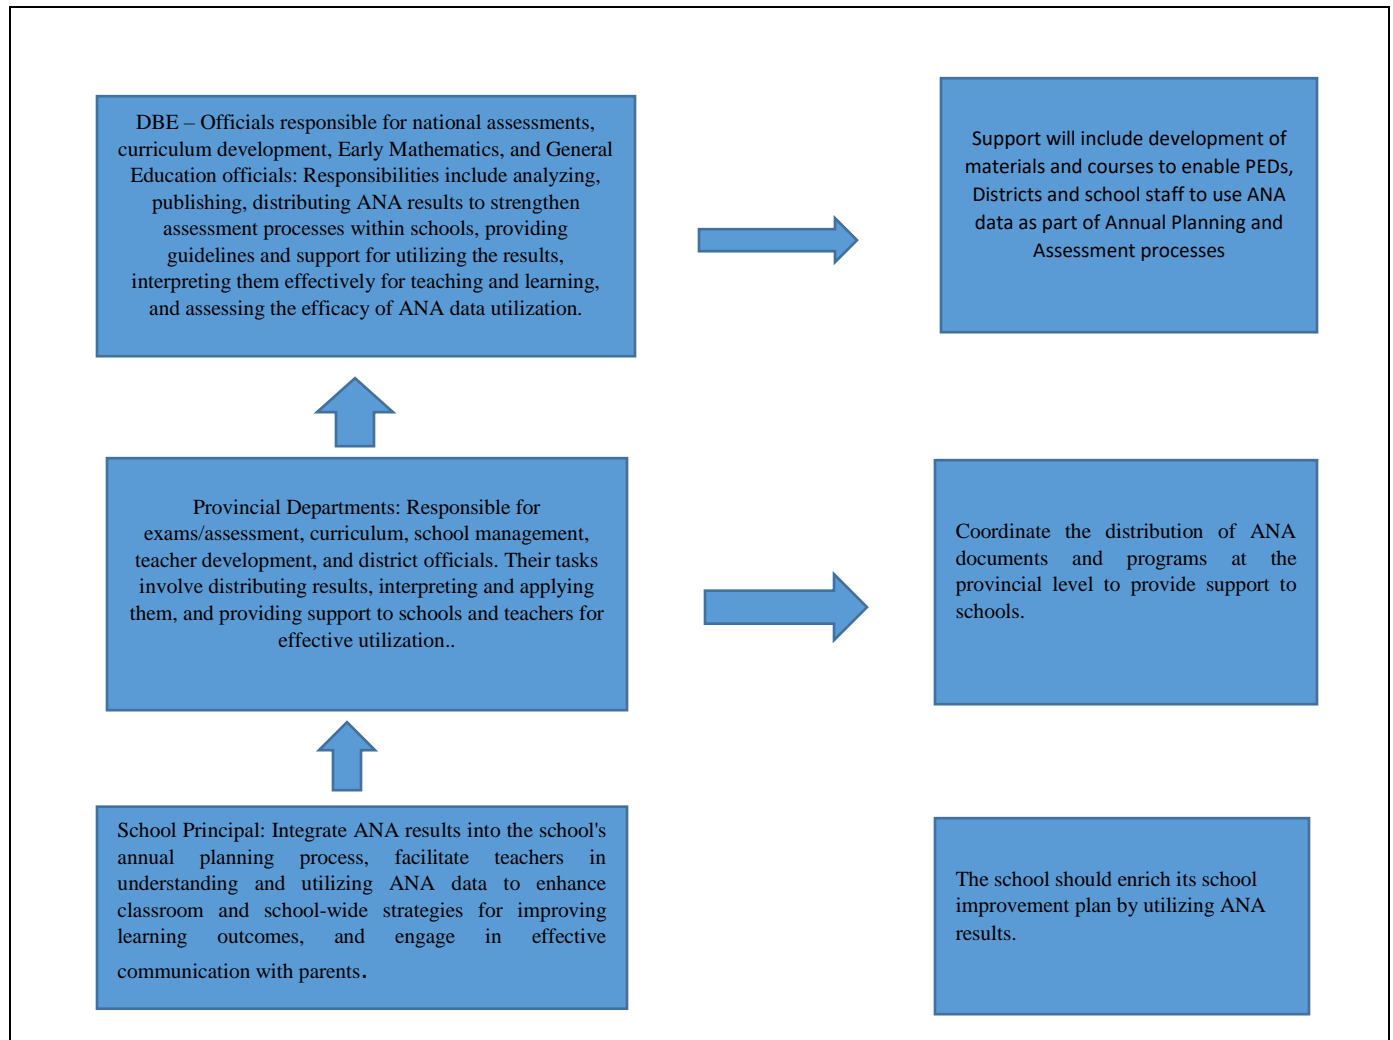 DBE – Officials responsible for national assessments,
curriculum development, Early Mathematics, and General
Education officials: Responsibilities include analyzing,
publishing, distributing ANA results to strengthen
assessment processes within schools, providing
guidelines and support for utilizing the results,
interpreting them effectively for teaching and learning,
and assessing the efficacy of ANA data utilization.
Support will include development of
materials and courses to enable PEDs,
Districts and school staff to use ANA
data as part of Annual Planning and
Assessment processes
Provincial Departments: Responsible for
exams/assessment, curriculum, school management,
teacher development, and district officials. Their tasks
involve distributing results, interpreting and applying
them, and providing support to schools and teachers for
effective utilization..
Coordinate the distribution of ANA
documents and programs at the
provincial level to provide support to
schools.
School Principal: Integrate ANA results into the school's
annual planning process, facilitate teachers in
understanding and utilizing ANA data to enhance
classroom and school-wide strategies for improving
learning outcomes, and engage in effective
communication with parents.
The school should enrich its school
improvement plan by utilizing ANA
results.